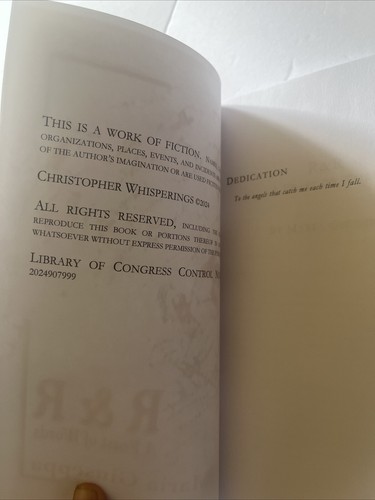 THIS IS A WORK OF FICTION.
ORGANIZATIONS, PLACES, EVENTS, AND
OF THE AUTHOR'S IMAGINATION OR ARE USED
CHRISTOPHER WHISPERINGS ©2024
ALL RIGHTS RESERVED, INCLUDING
REPRODUCE THIS BOOK OR PORTIONS THEREOF
WHATSOEVER WITHOUT EXPRESS PERMISSION OF
LIBRARY OF CONGRESS CONTROL
2024907999
R & R
DEDICATION
To the angels that catch me each time I fall.